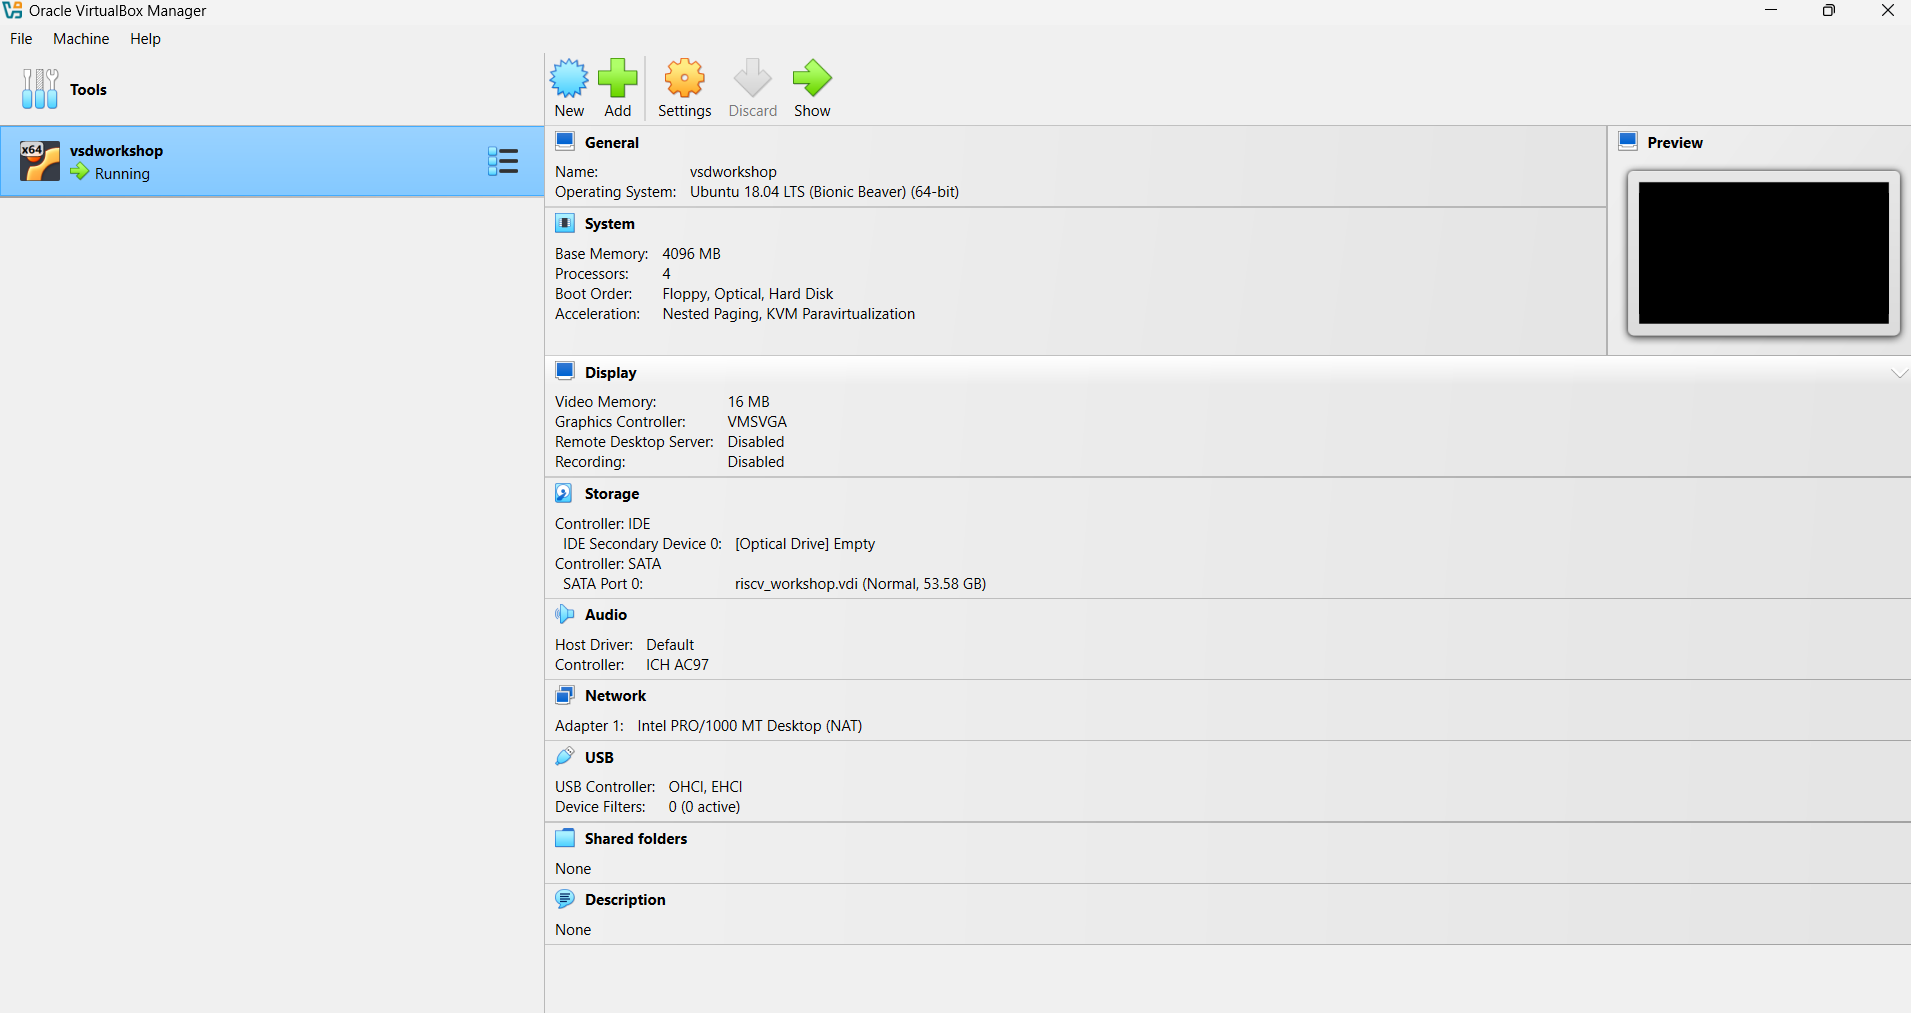 Oracle VirtualBox Manager
File Machine Help
Tools
x64
vsdworkshop
Running
New Add Settings Discard Show
General
Name: vsdworkshop
Operating System: Ubuntu 18.04 LTS (Bionic Beaver) (64-bit)
Preview
System
Base Memory: 4096 MB
Processors: 4
Boot Order: Floppy, Optical, Hard Disk
Acceleration: Nested Paging, KVM Paravirtualization
Display
Video Memory: 16 MB
Graphics Controller: VMSVGA
Remote Desktop Server: Disabled
Recording: Disabled
Storage
Controller: IDE
IDE Secondary Device 0: [Optical Drive] Empty
Controller: SATA
SATA Port 0: riscv_workshop.vdi (Normal, 53.58 GB)
Audio
Host Driver: Default
Controller: ICH AC97
Network
Adapter 1: Intel PRO/1000 MT Desktop (NAT)
USB
USB Controller: OHCI, EHCI
Device Filters: 0 (0 active)
Shared folders
None
Description
None